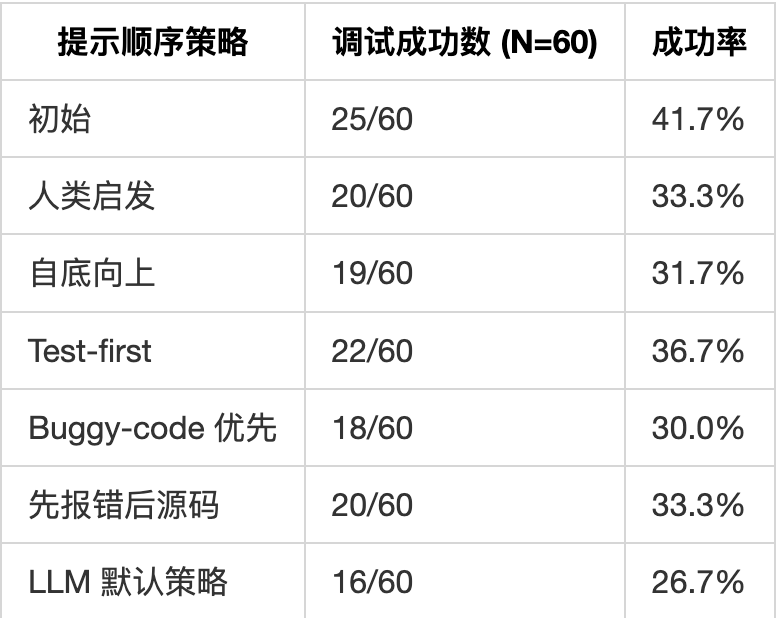 提示顺序策略 调试成功数 (N=60) 成功率
初始 25/60 41.7%
人类启发 20/60 33.3%
自底向上 19/60 31.7%
Test-first 22/60 36.7%
Buggy-code 优先 18/60 30.0%
先报错后源码 20/60 33.3%
LLM 默认策略 16/60 26.7%